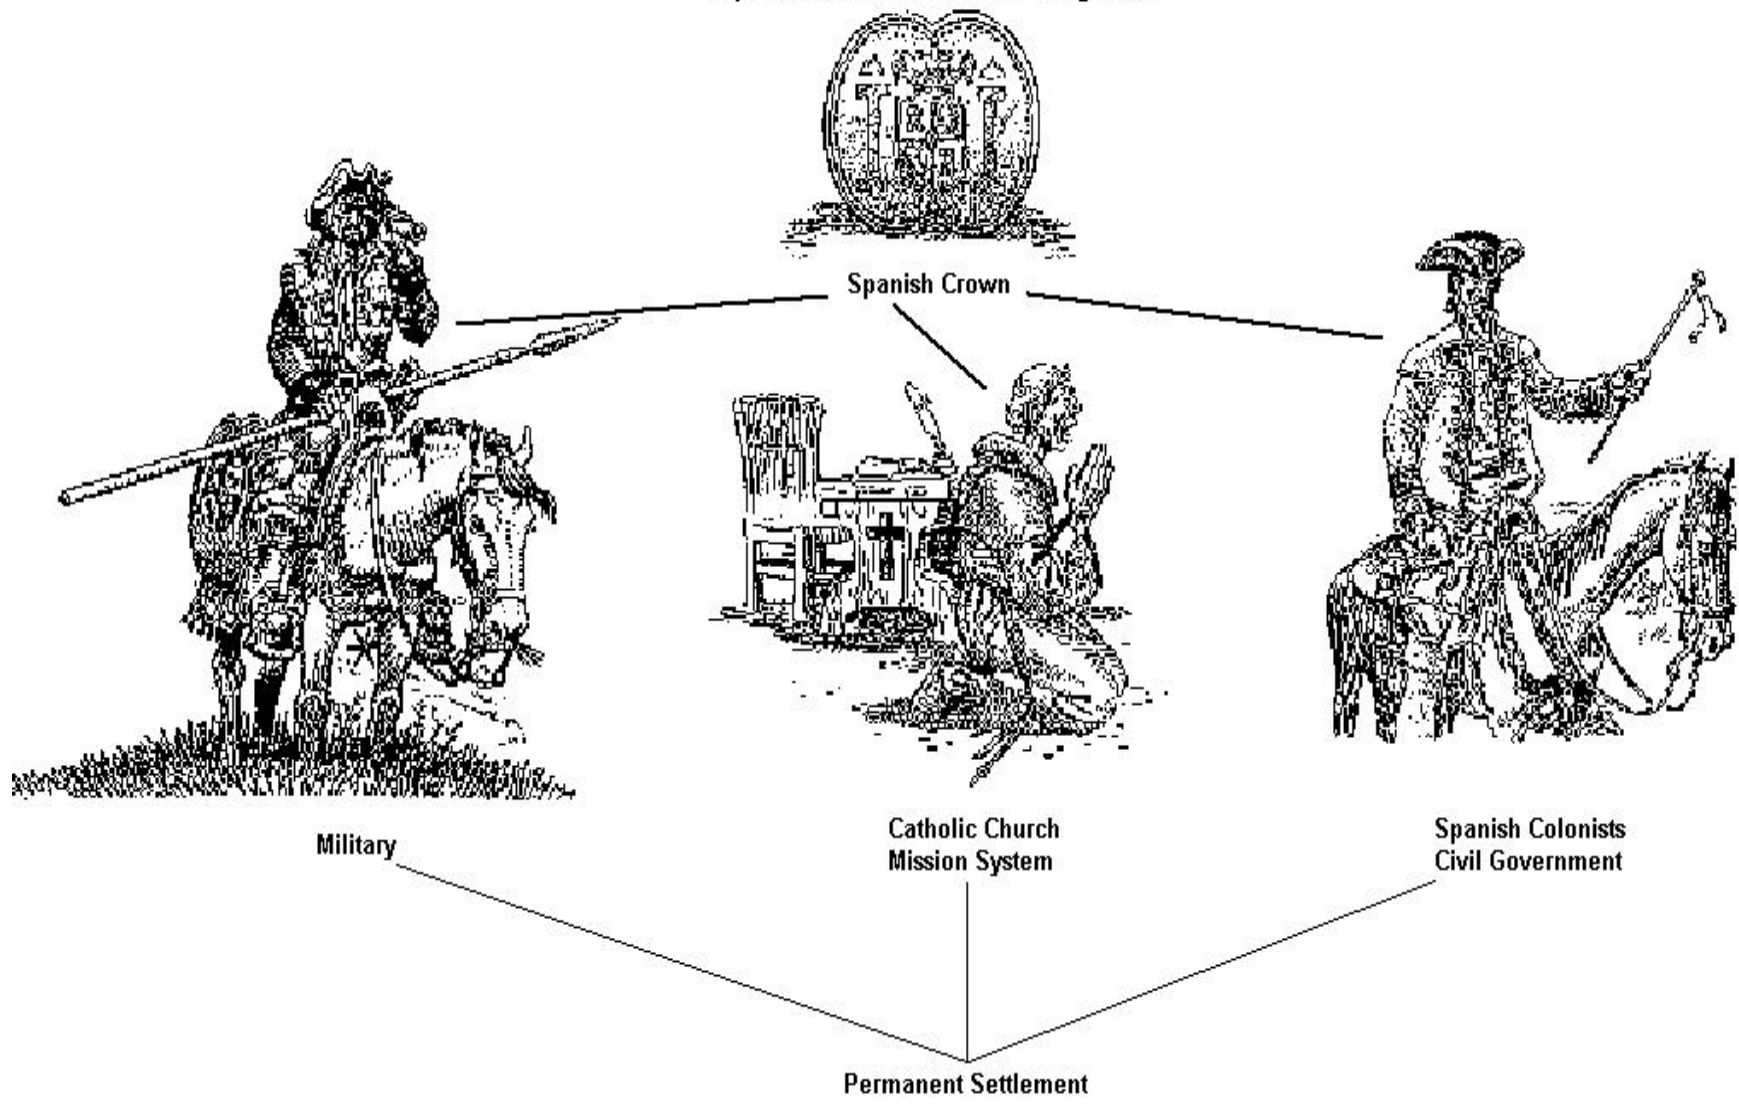 Spanish Crown
Military
Catholic Church
Mission System
Spanish Colonists
Civil Government
Permanent Settlement